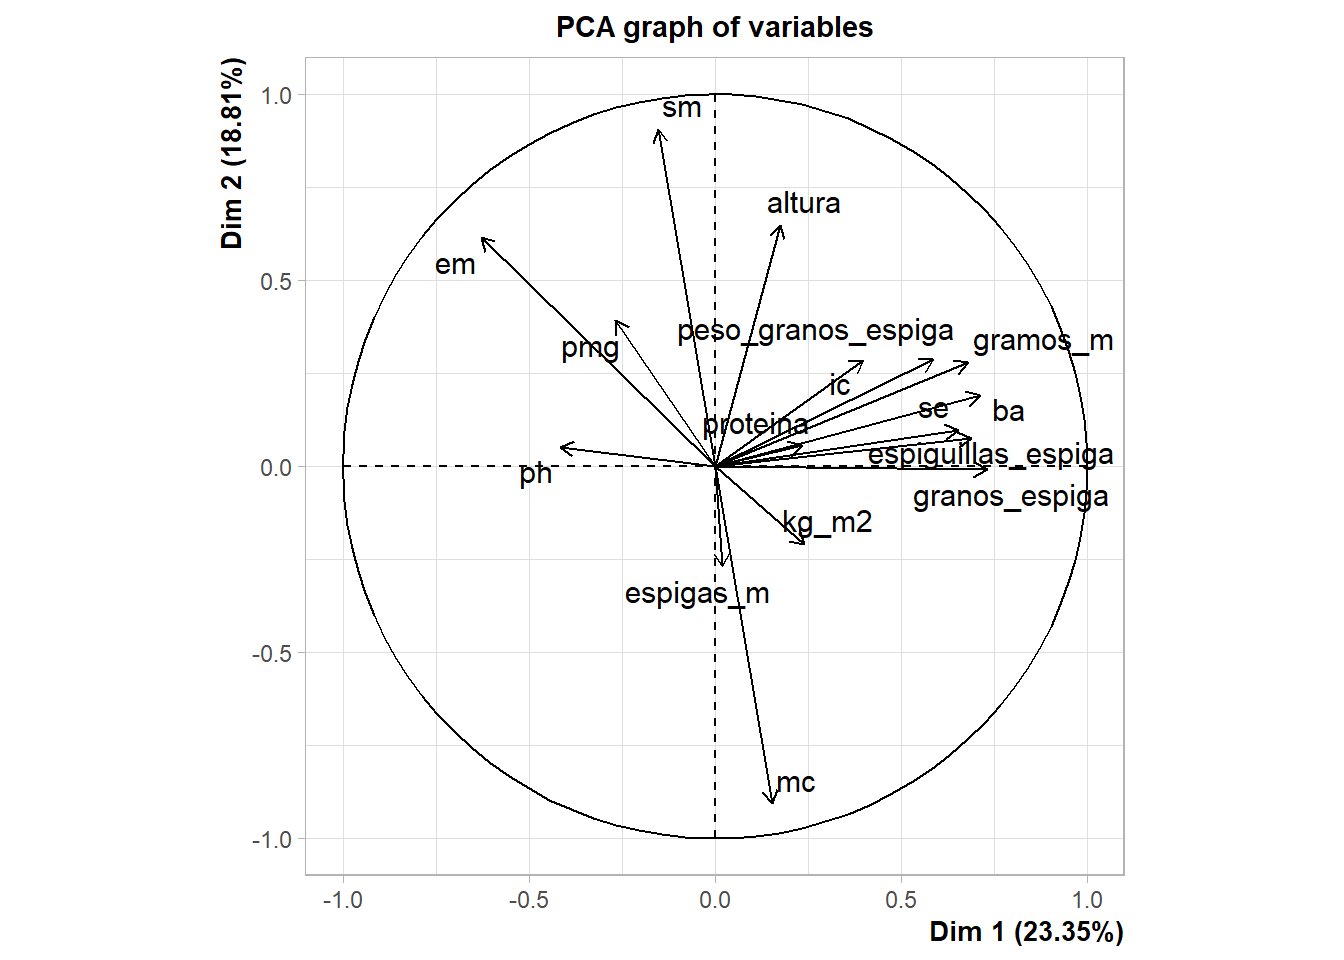 PCA graph of variables
Dim 2 (18.81%)
1.0
0.5
0.0
-0.5
-1.0
sm
altura
em
peso_granos_espiga
gramos_m
pmg
ic
se
ba
proteina
espiguillas_espiga
ph
granos_espiga
kg_m2
espigas_m
mc
-1.0
-0.5
0.0
0.5
1.0
Dim 1 (23.35%)